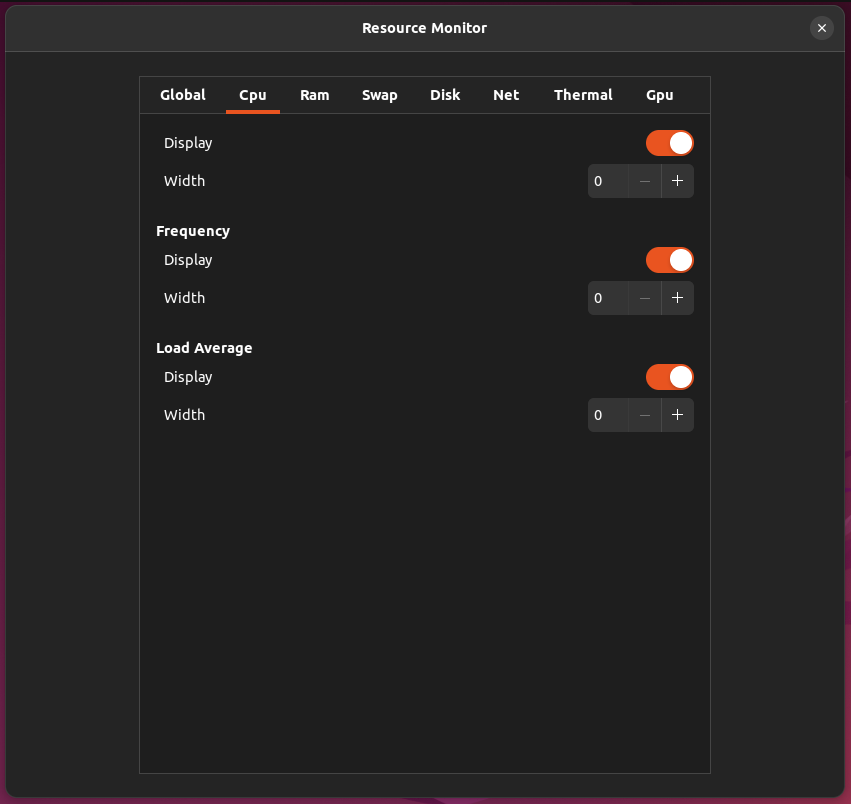 Resource Monitor
Global Cpu Ram Swap Disk Net Thermal Gpu
Display
Width 0
Frequency
Display
Width 0
Load Average
Display
Width 0